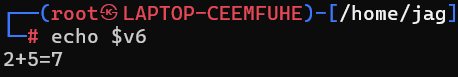 ┌──(root㉿LAPTOP-CEEMFUHE)-[/home/jag]
└─# echo $v6
2+5=7